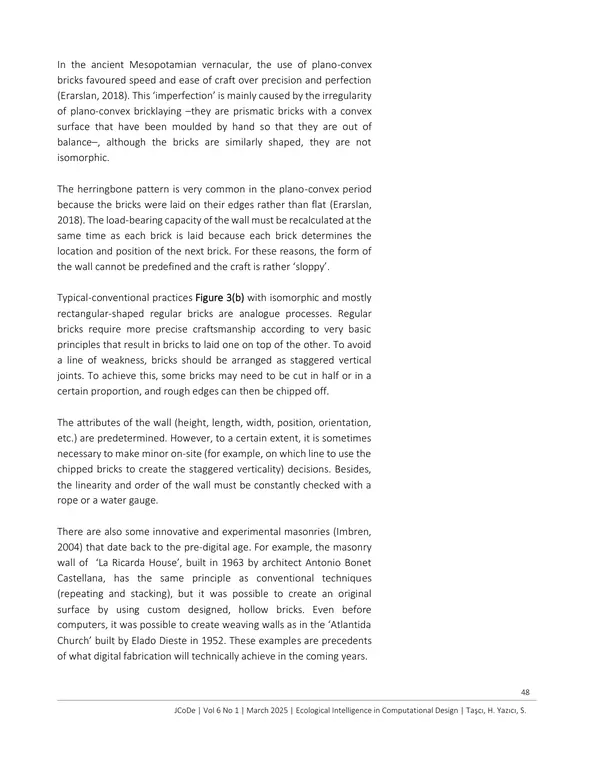 In the ancient Mesopotamian vernacular, the use of plano-convex
bricks favoured speed and ease of craft over precision and perfection
(Erarslan, 2018). This ‘imperfection’ is mainly caused by the irregularity
of plano-convex bricklaying –they are prismatic bricks with a convex
surface that have been moulded by hand so that they are out of
balance–, although the bricks are similarly shaped, they are not
isomorphic.
The herringbone pattern is very common in the plano-convex period
because the bricks were laid on their edges rather than flat (Erarslan,
2018). The load-bearing capacity of the wall must be recalculated at the
same time as each brick is laid because each brick determines the
location and position of the next brick. For these reasons, the form of
the wall cannot be predefined and the craft is rather ‘sloppy’.
Typical-conventional practices Figure 3(b) with isomorphic and mostly
rectangular-shaped regular bricks are analogue processes. Regular
bricks require more precise craftsmanship according to very basic
principles that result in bricks to laid one on top of the other. To avoid
a line of weakness, bricks should be arranged as staggered vertical
joints. To achieve this, some bricks may need to be cut in half or in a
certain proportion, and rough edges can then be chipped off.
The attributes of the wall (height, length, width, position, orientation,
etc.) are predetermined. However, to a certain extent, it is sometimes
necessary to make minor on-site (for example, on which line to use the
chipped bricks to create the staggered verticality) decisions. Besides,
the linearity and order of the wall must be constantly checked with a
rope or a water gauge.
There are also some innovative and experimental masonries (Imbren,
2004) that date back to the pre-digital age. For example, the masonry
wall of ‘La Ricarda House’, built in 1963 by architect Antonio Bonet
Castellana, has the same principle as conventional techniques
(repeating and stacking), but it was possible to create an original
surface by using custom designed, hollow bricks. Even before
computers, it was possible to create weaving walls as in the ‘Atlantida
Church’ built by Elado Dieste in 1952. These examples are precedents
of what digital fabrication will technically achieve in the coming years.
48
JCoDe | Vol 6 No 1 | March 2025 | Ecological Intelligence in Computational Design | Taşcı, H. Yazıcı, S.